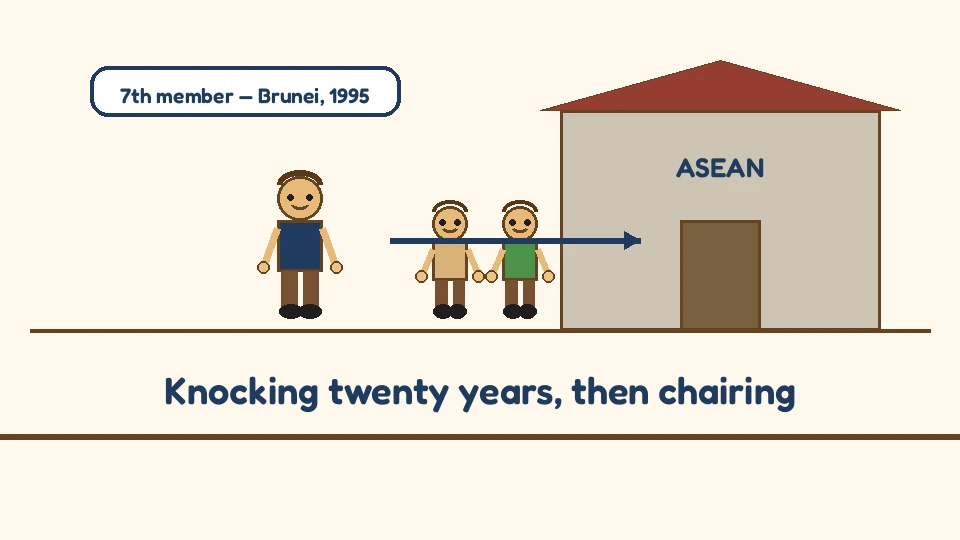 7th member – Brunei, 1995
ASEAN
Knocking twenty years, then chairing